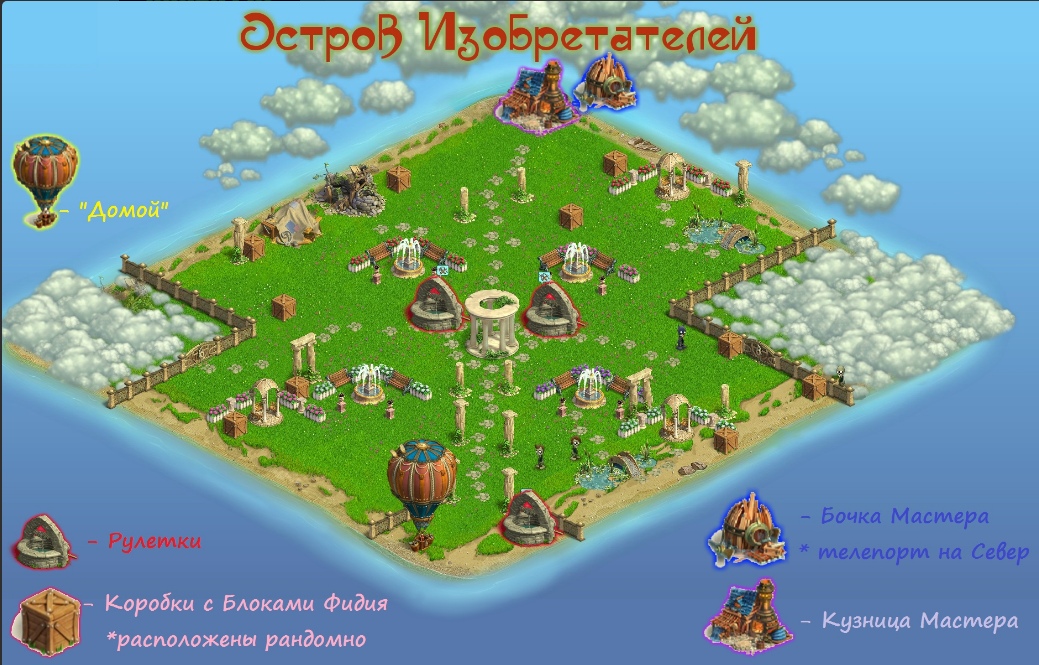 Остров Изобретателей
- "Домой"
- Рулетки
- Коробки с Блоками Фидия
*расположены рандомно
- Бочка Мастера
* телепорт на Север
- Кузница Мастера